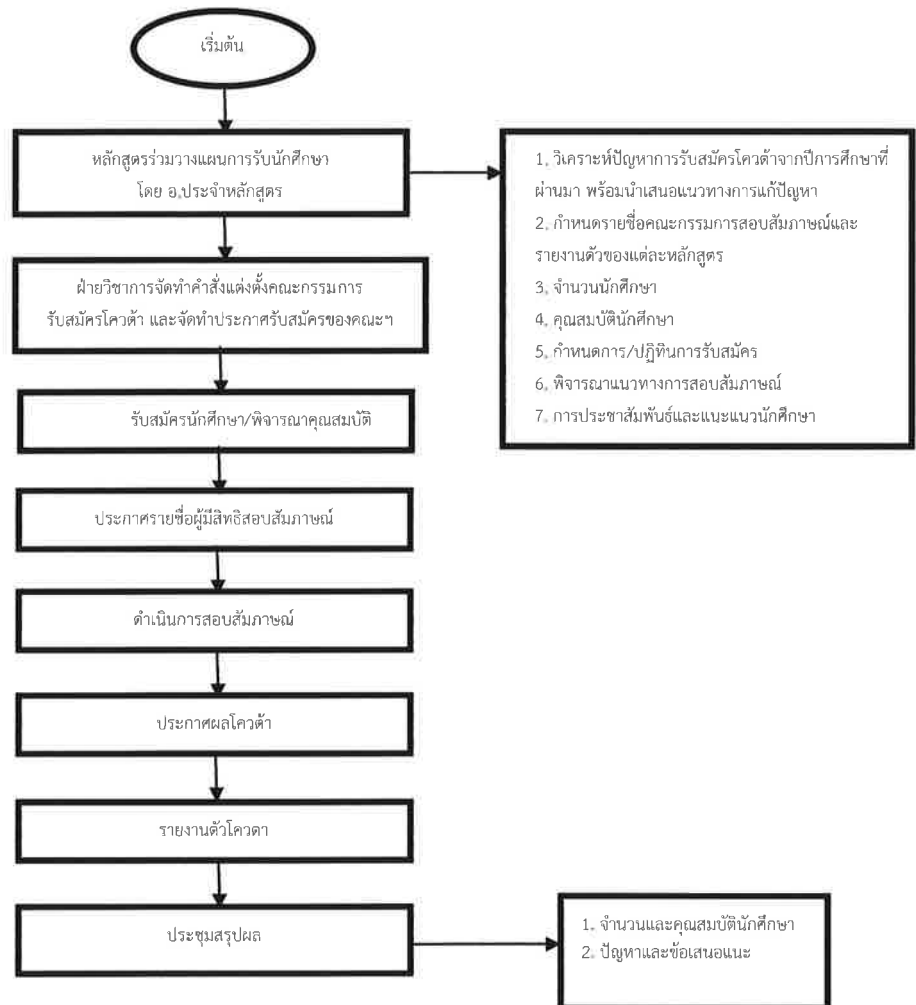 เริ่มต้น
หลักสูตรร่วมวางแผนการรับนักศึกษา
โดย อ.ประจำหลักสูตร
1. วิเคราะห์ปัญหาการรับสมัครโควต้าจากปีการศึกษาที่
ผ่านมา พร้อมนำเสนอแนวทางการแก้ปัญหา
2. กำหนดรายชื่อคณะกรรมการสอบสัมภาษณ์และ
รายงานตัวของแต่ละหลักสูตร
3. จำนวนนักศึกษา
4. คุณสมบัตินักศึกษา
5. กำหนดการ/ปฏิทินการรับสมัคร
6. พิจารณาแนวทางการสอบสัมภาษณ์
7. การประชาสัมพันธ์และแนะแนวนักศึกษา
ฝ่ายวิชาการจัดทำคำสั่งแต่งตั้งคณะกรรมการ
รับสมัครโควต้า และจัดทำประกาศรับสมัครของคณะฯ
รับสมัครนักศึกษา/พิจารณาคุณสมบัติ
ประกาศรายชื่อผู้มีสิทธิสอบสัมภาษณ์
ดำเนินการสอบสัมภาษณ์
ประกาศผลโควต้า
รายงานตัวโควตา
ประชุมสรุปผล
1. จำนวนและคุณสมบัตินักศึกษา
2. ปัญหาและข้อเสนอแนะ